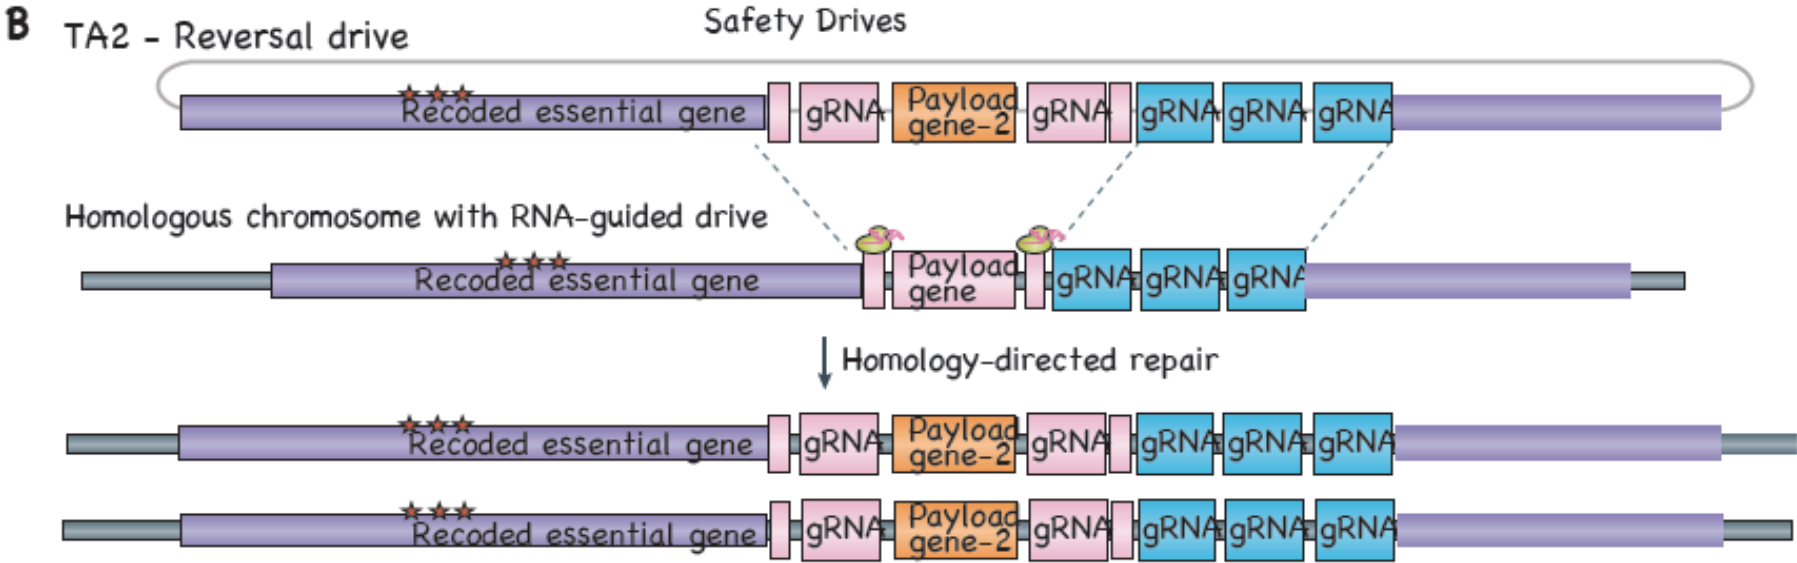 B
Safety Drives
TA2 - Reversal drive
Recoded essential gene gRNA Payload gRNA gRNA gRNA gRNA
gene-2
Homologous chromosome with RNA-guided drive
Recoded essential gene Payload gRNA gRNA gRNA
gene
Homology-directed repair
Recoded essential gene gRNA Payload gRNA gRNA gRNA gRNA
gene-2
Recoded essential gene gRNA Payload gRNA gRNA gRNA gRNA
gene-2